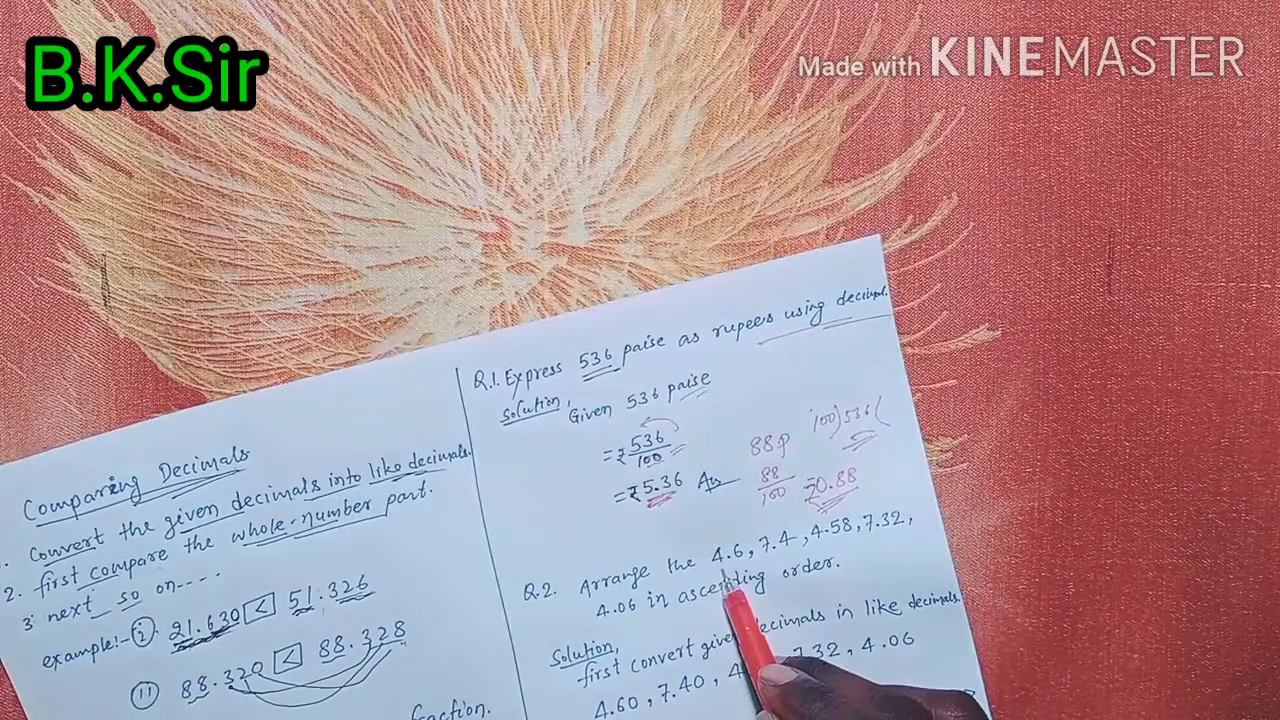 B.K.Sir
Made with KINEMASTER
Comparing Decimals
1. Convert the given decimals into like decimals.
2. first compare the whole-number part.
3. next so on----
example:- (i). 21.630 < 51.326
(ii) 88.320 < 88.328
fraction.
Q.1. Express 536 paise as rupees using decimal.
Solution, Given 536 paise
= ₹ 536/100
= ₹5.36 Ans
88p
88/100
₹0.88
100)536(
Q.2. Arrange the 4.6, 7.4, 4.58, 7.32,
4.06 in ascending order.
Solution,
first convert given decimals in like decimals.
4.60, 7.40, 7.32, 4.06